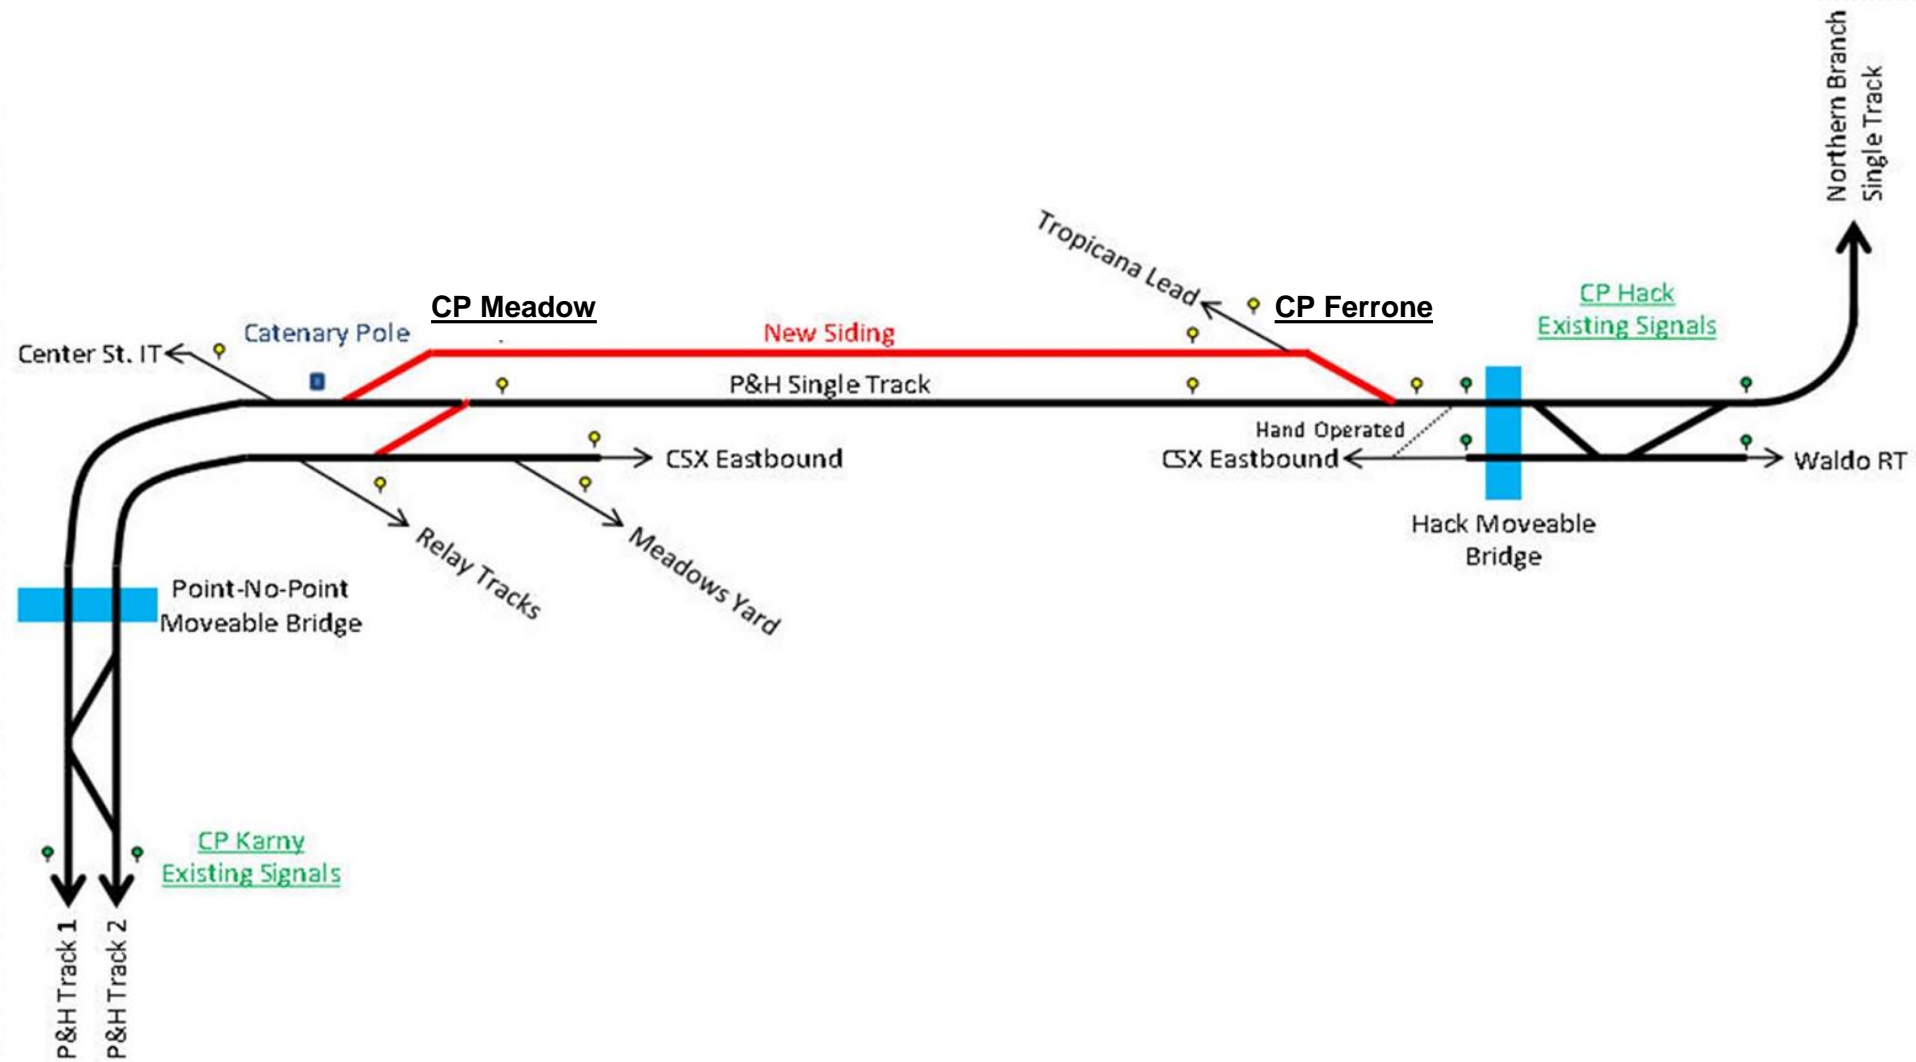 Northern Branch
Single Track
Tropicana Lead
CP Meadow
CP Ferrone
CP Hack
Existing Signals
Catenary Pole
New Siding
Center St. IT
P&H Single Track
Hand Operated
CSX Eastbound
CSX Eastbound
Waldo RT
Hack Moveable
Bridge
Relay Tracks
Meadows Yard
Point-No-Point
Moveable Bridge
CP Karny
Existing Signals
P&H Track 1
P&H Track 2